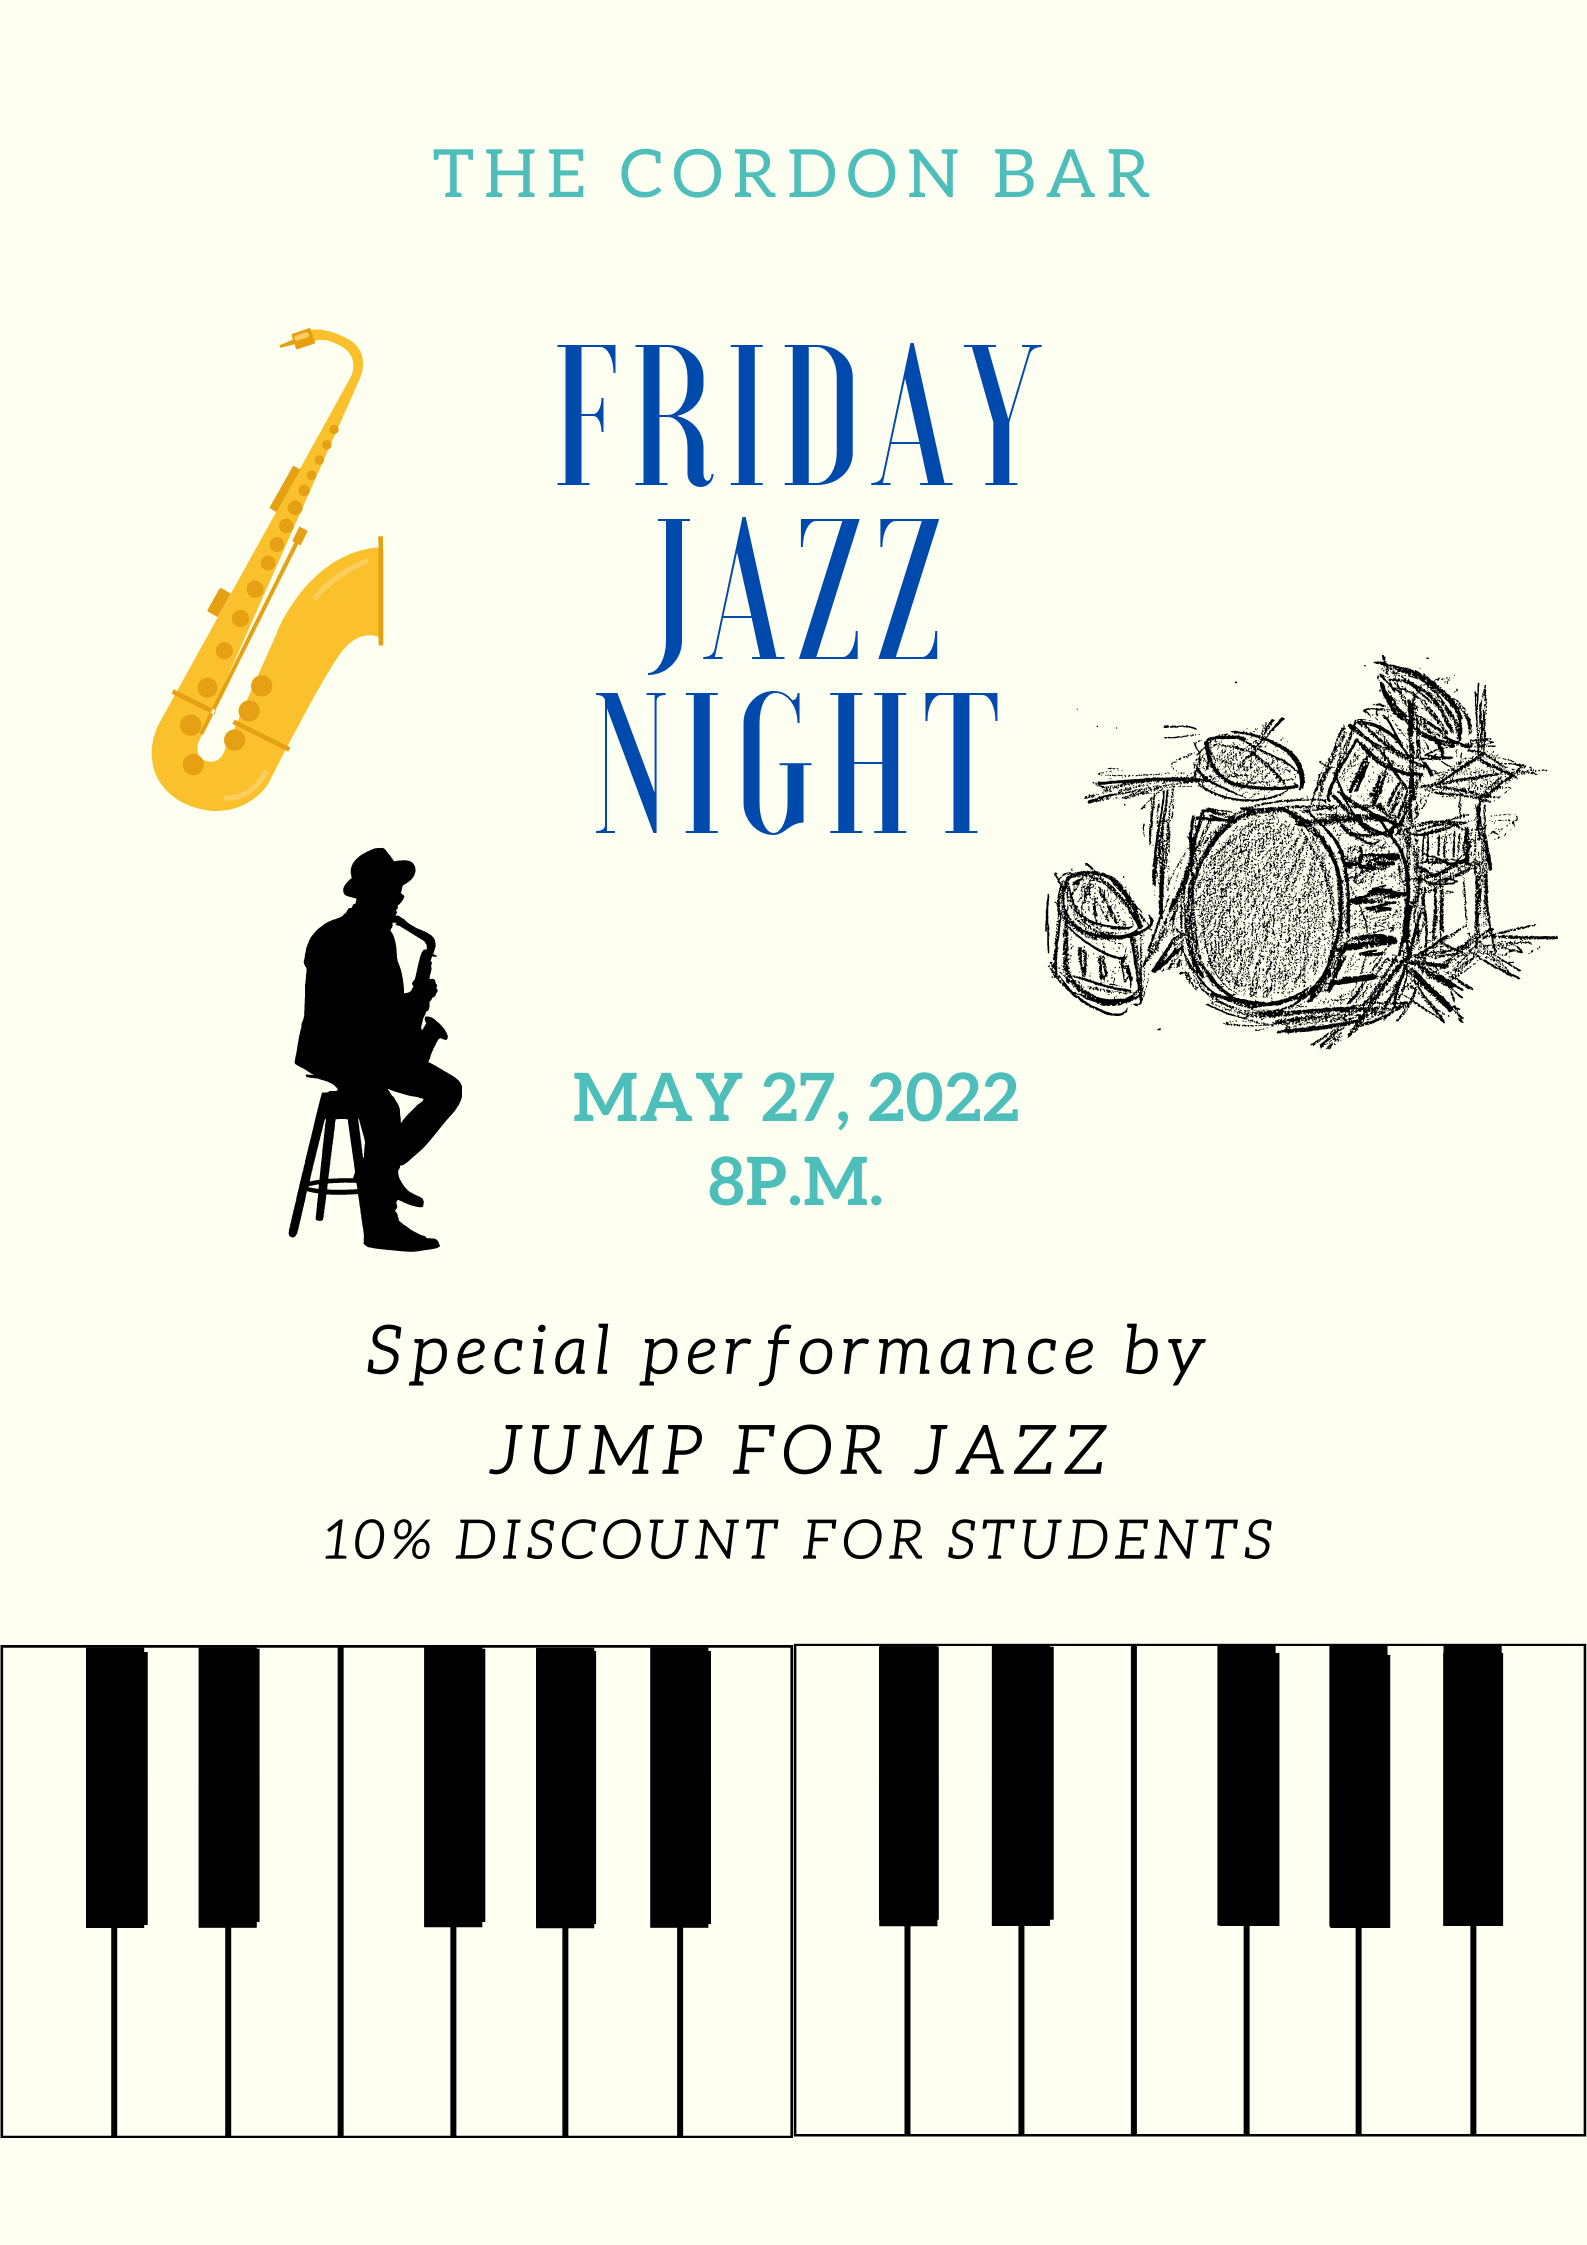 THE CORDON BAR
FRIDAY
JAZZ
NIGHT
MAY 27, 2022
8P.M.
Special performance by
JUMP FOR JAZZ
10% DISCOUNT FOR STUDENTS